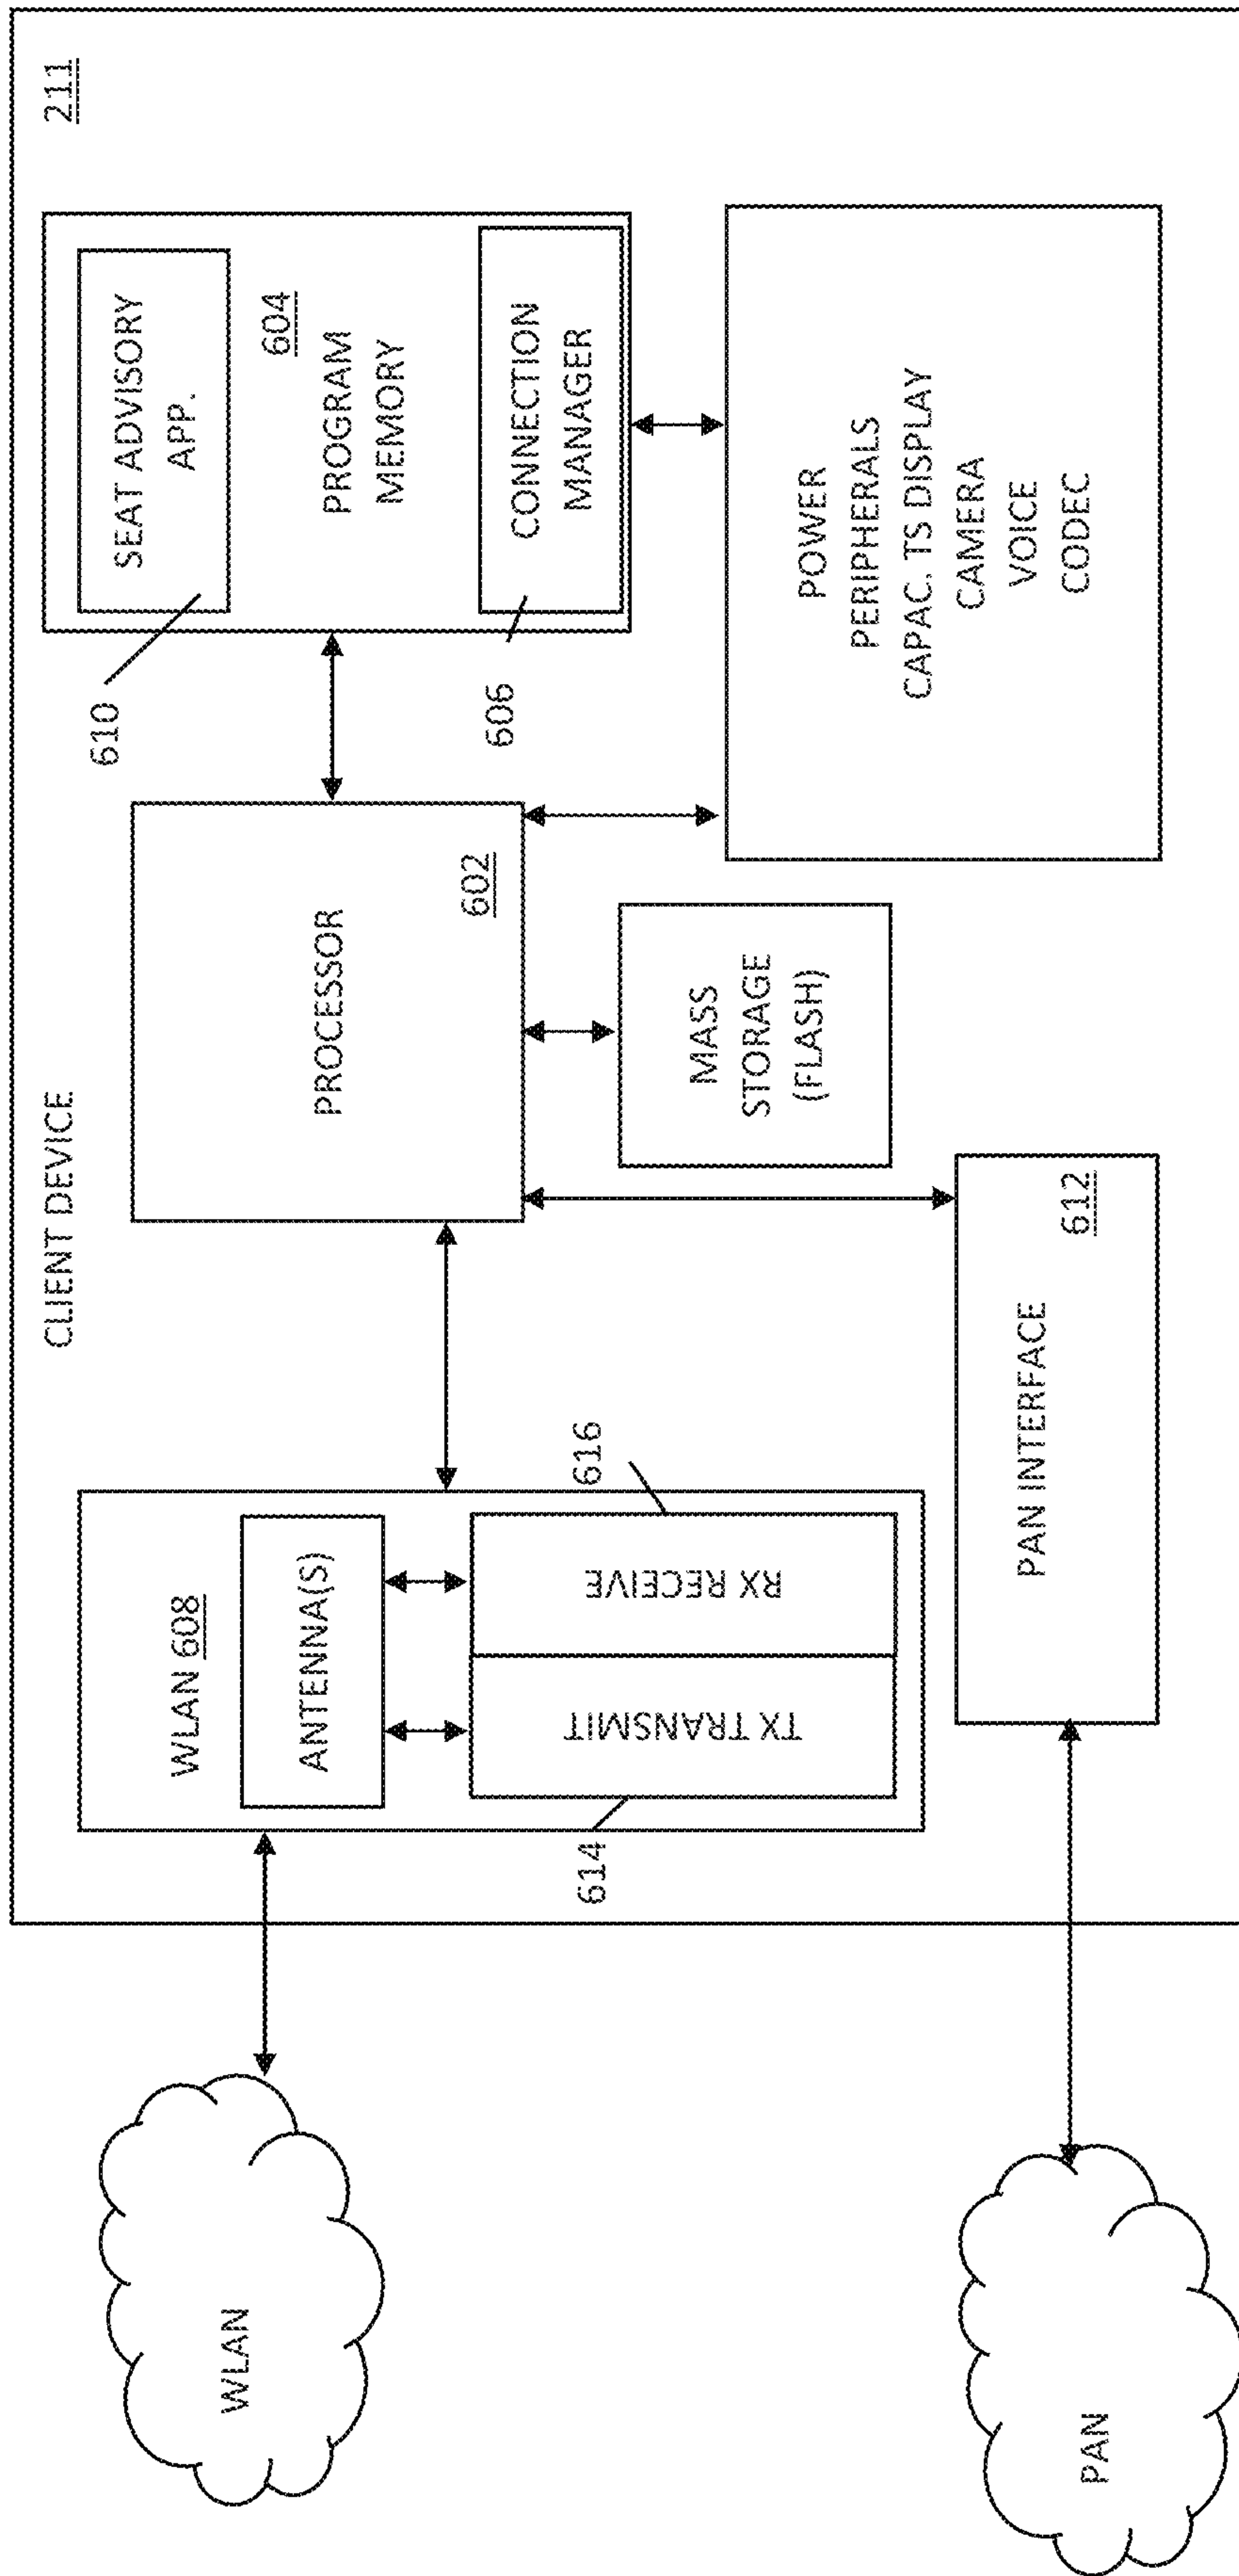 CLIENT DEVICE
211
WLAN 608
ANTENNA(S)
TX TRANSMIT
RX RECEIVE
614
616
PROCESSOR
602
SEAT ADVISORY
APP.
604
PROGRAM
MEMORY
CONNECTION
MANAGER
610
606
MASS
STORAGE
(FLASH)
POWER
PERIPHERALS
CAPAC. TS DISPLAY
CAMERA
VOICE
CODEC
PAN INTERFACE
612
WLAN
PAN